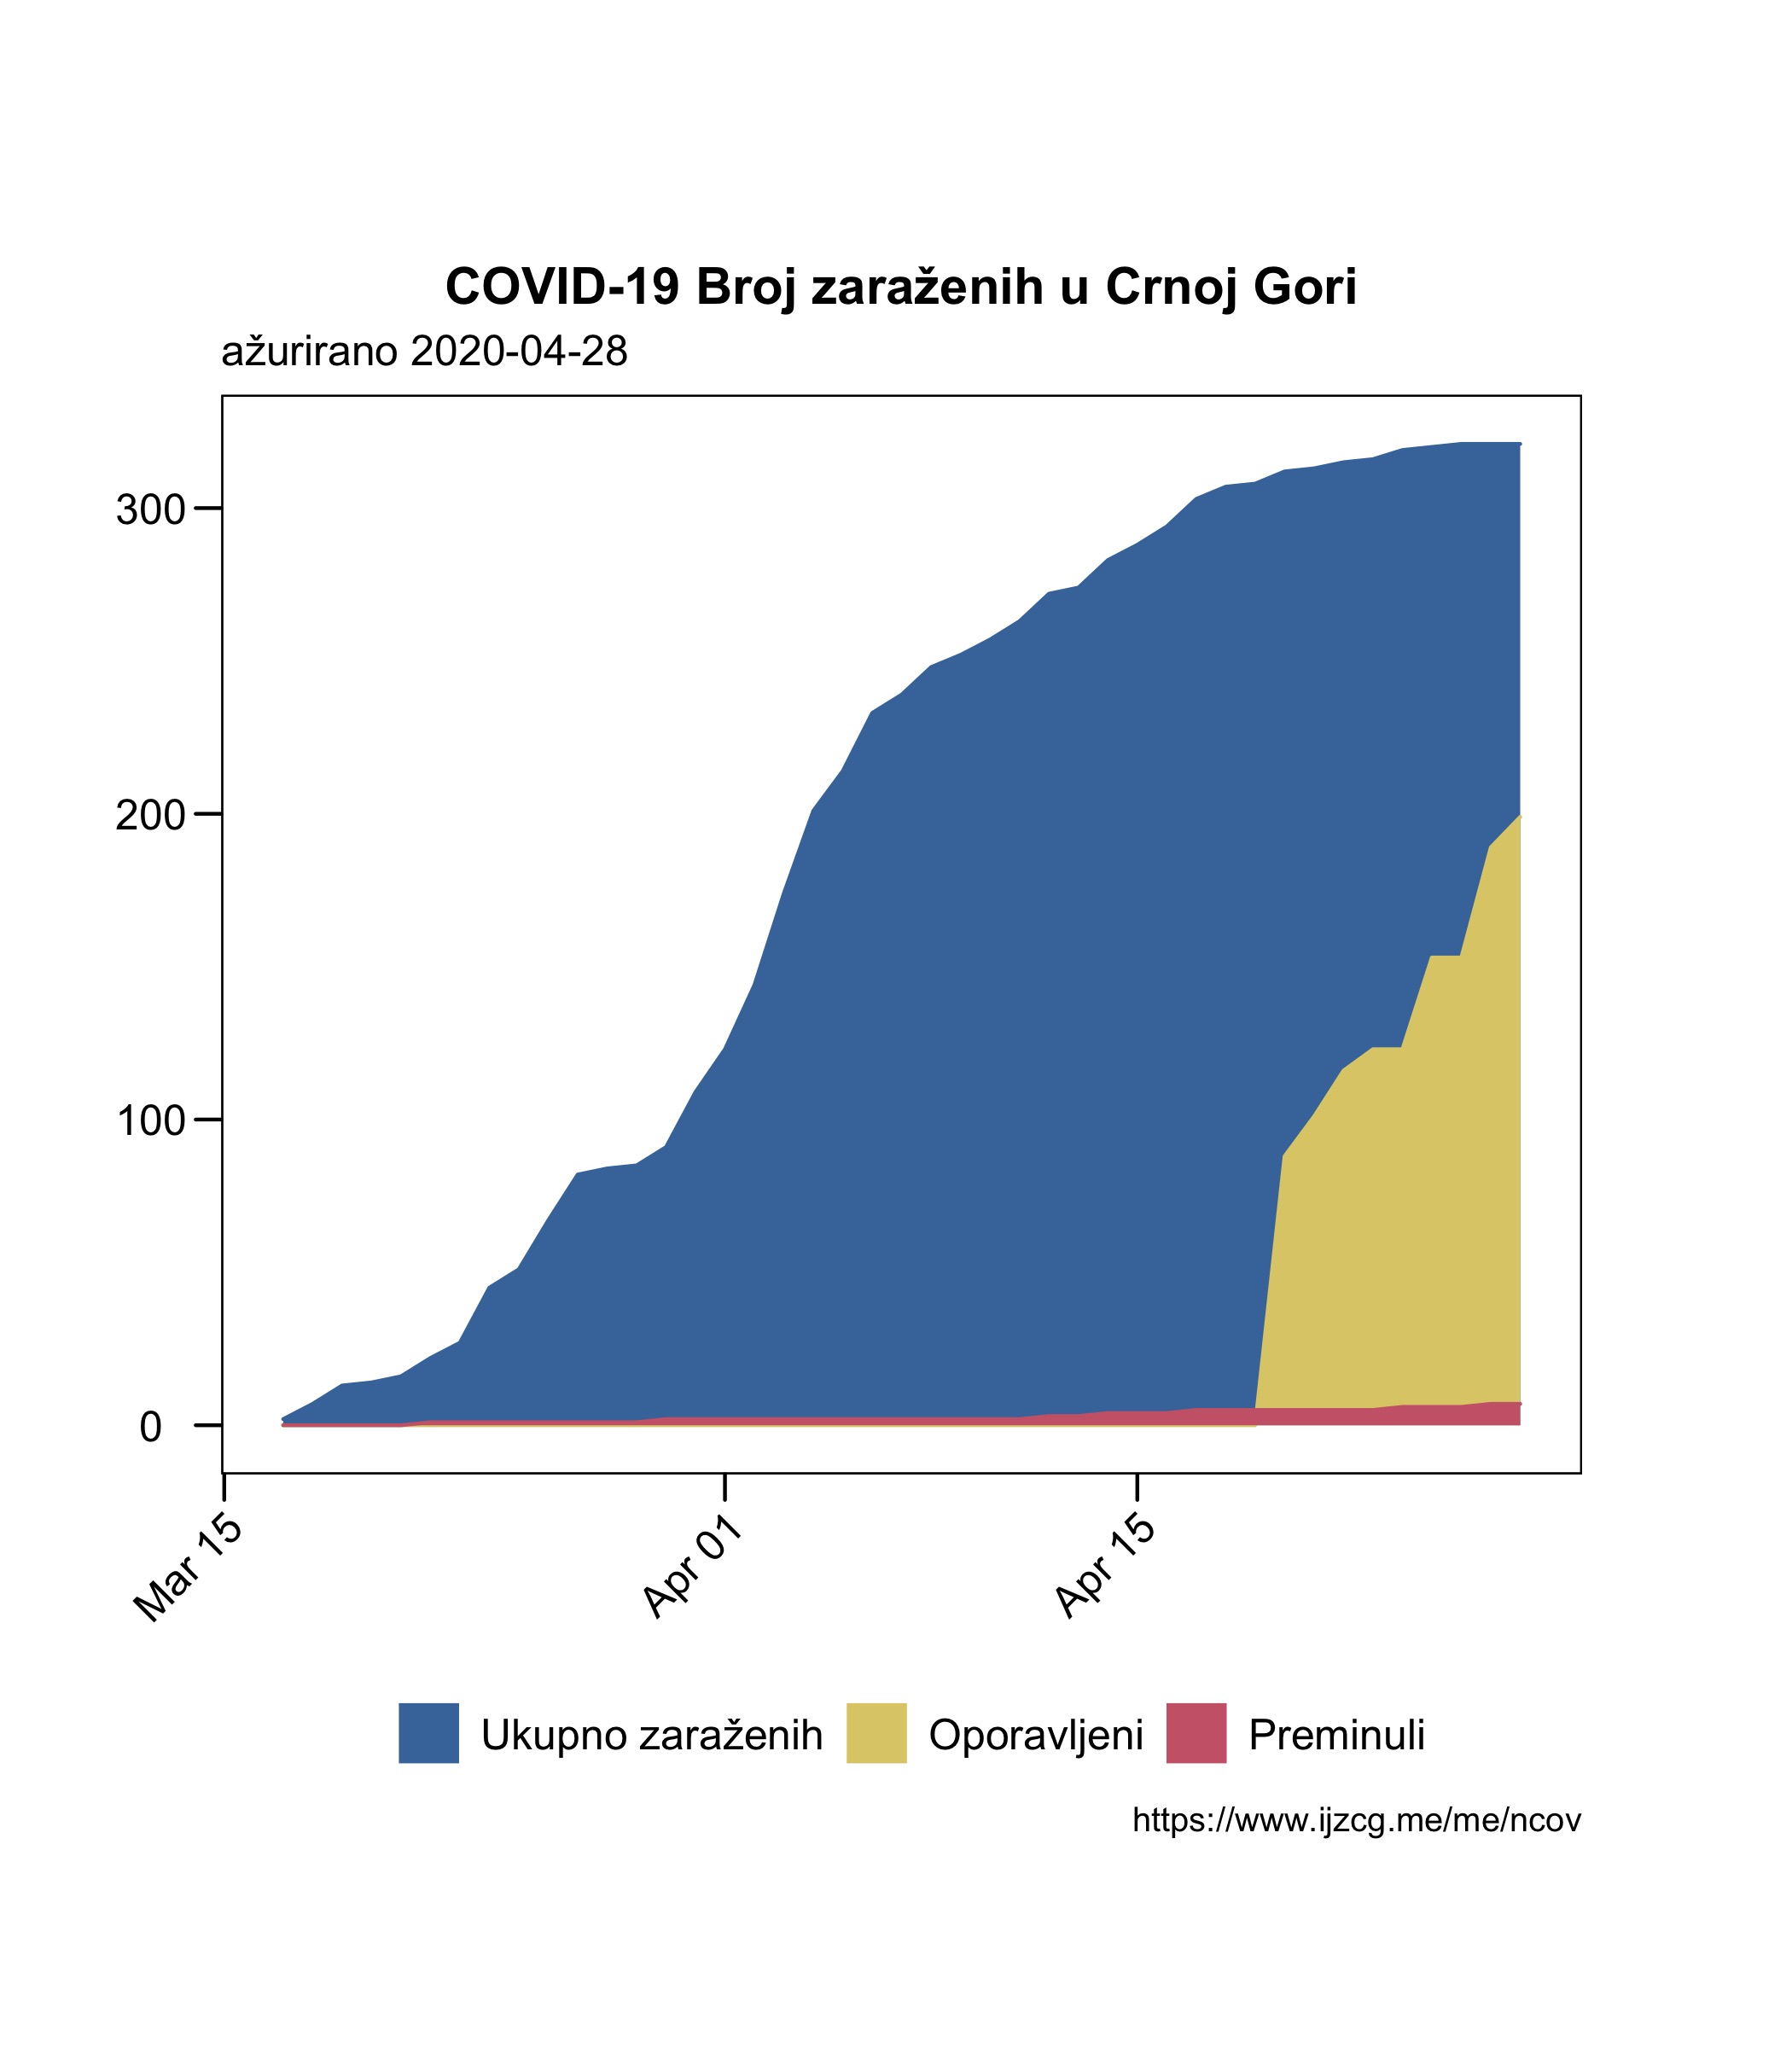 COVID-19 Broj zaraženih u Crnoj Gori
ažurirano 2020-04-28
300
200
100
0
Mar 15
Apr 01
Apr 15
Ukupno zaraženih
Oporavljeni
Preminuli
https://www.ijzcg.me/me/ncov